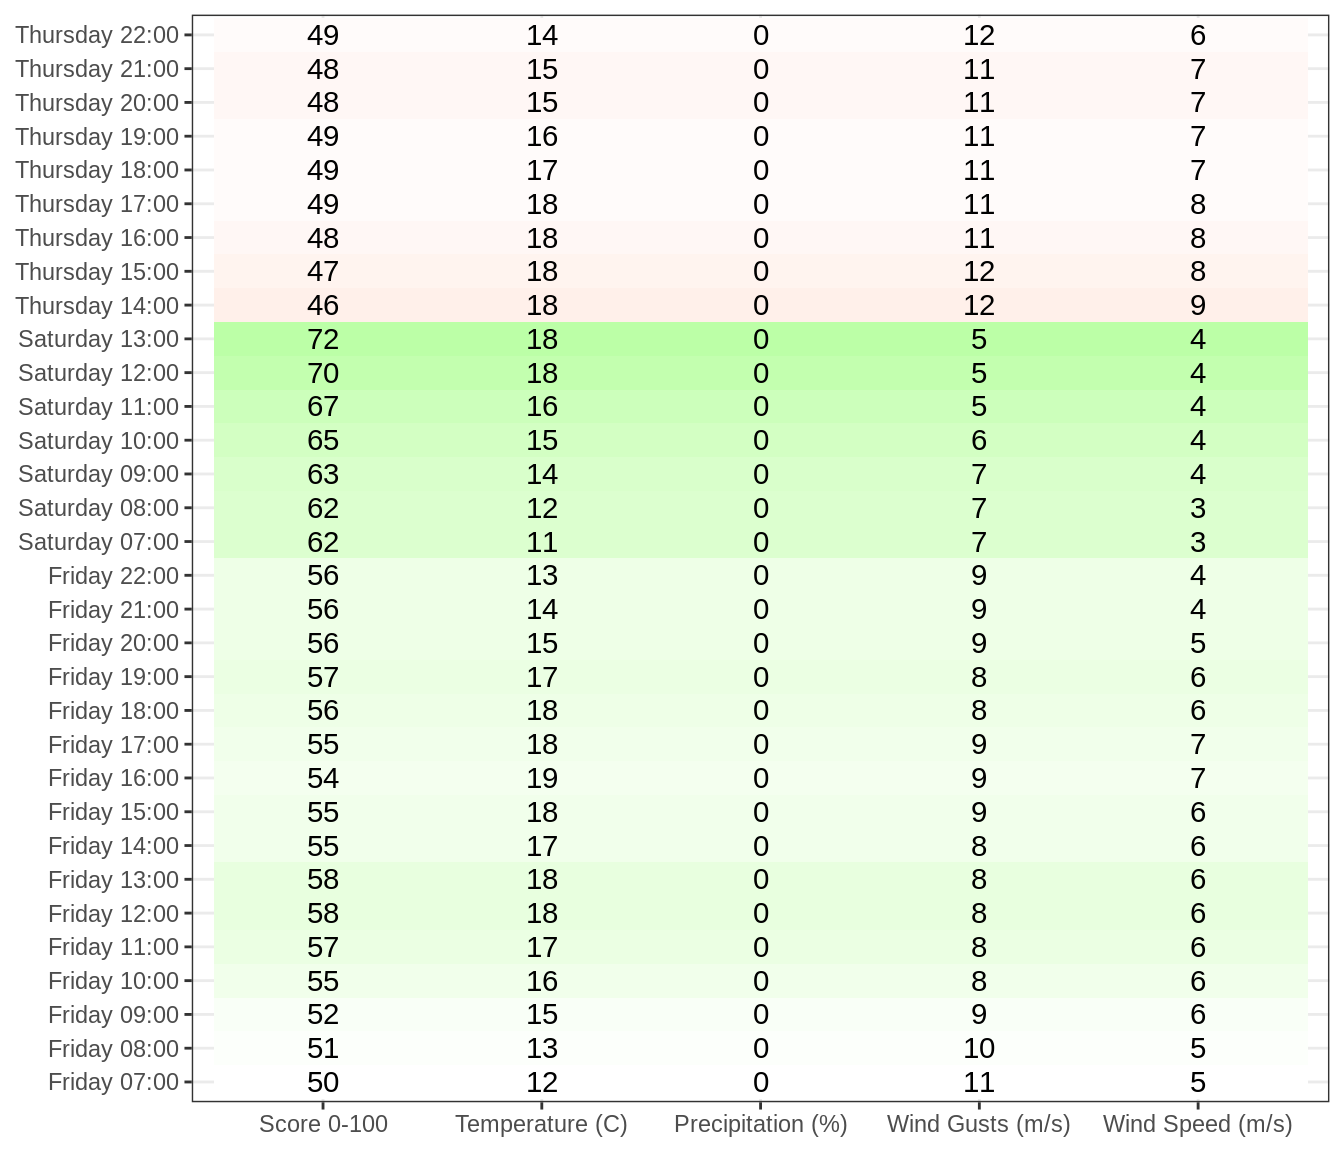 Thursday 22:00 49 14 0 12 6
Thursday 21:00 48 15 0 11 7
Thursday 20:00 48 15 0 11 7
Thursday 19:00 49 16 0 11 7
Thursday 18:00 49 17 0 11 7
Thursday 17:00 49 18 0 11 8
Thursday 16:00 48 18 0 11 8
Thursday 15:00 47 18 0 12 8
Thursday 14:00 46 18 0 12 9
Saturday 13:00 72 18 0 5 4
Saturday 12:00 70 18 0 5 4
Saturday 11:00 67 16 0 5 4
Saturday 10:00 65 15 0 6 4
Saturday 09:00 63 14 0 7 4
Saturday 08:00 62 12 0 7 3
Saturday 07:00 62 11 0 7 3
Friday 22:00 56 13 0 9 4
Friday 21:00 56 14 0 9 4
Friday 20:00 56 15 0 9 5
Friday 19:00 57 17 0 8 6
Friday 18:00 56 18 0 8 6
Friday 17:00 55 18 0 9 7
Friday 16:00 54 19 0 9 7
Friday 15:00 55 18 0 9 6
Friday 14:00 55 17 0 8 6
Friday 13:00 58 18 0 8 6
Friday 12:00 58 18 0 8 6
Friday 11:00 57 17 0 8 6
Friday 10:00 55 16 0 8 6
Friday 09:00 52 15 0 9 6
Friday 08:00 51 13 0 10 5
Friday 07:00 50 12 0 11 5
Score 0-100 Temperature (C) Precipitation (%) Wind Gusts (m/s) Wind Speed (m/s)